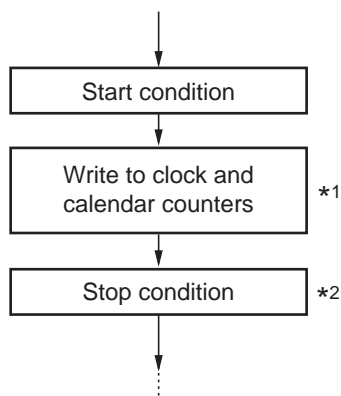 Start condition
Write to clock and
calendar counters
*1
Stop condition
*2